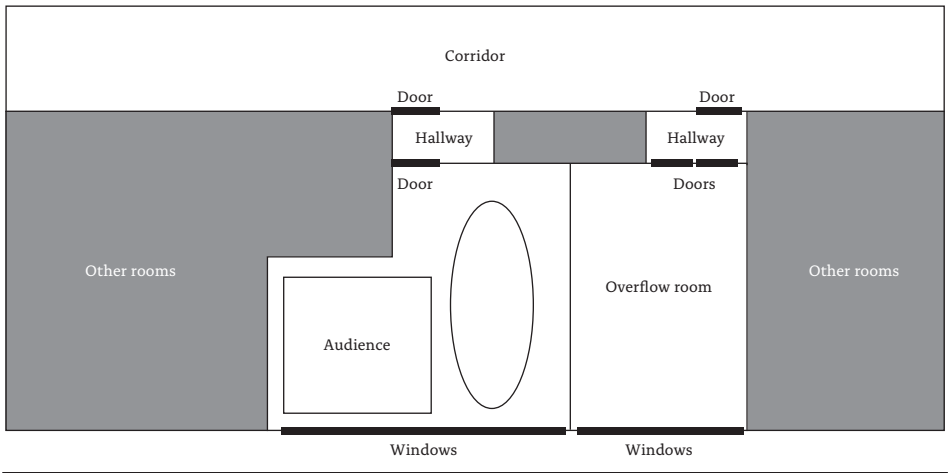 Corridor
Door
Door
Hallway
Hallway
Door
Doors
Other rooms
Other rooms
Overflow room
Audience
Windows
Windows